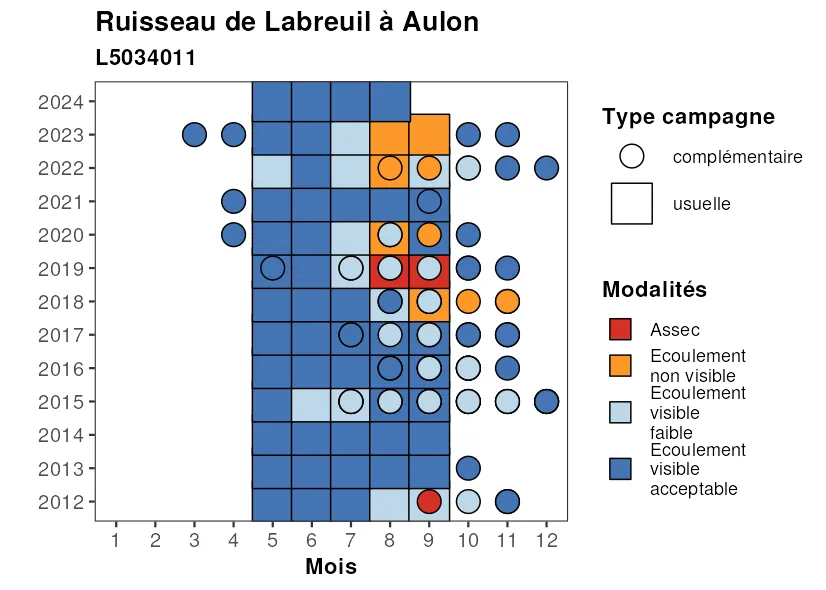 Ruisseau de Labreuil à Aulon
L5034011
2024
2023
2022
2021
2020
2019
2018
2017
2016
2015
2014
2013
2012
1 2 3 4 5 6 7 8 9 10 11 12
Mois
Type campagne
complémentaire
usuelle
Modalités
Assec
Ecoulement
non visible
Ecoulement
visible
faible
Ecoulement
visible
acceptable